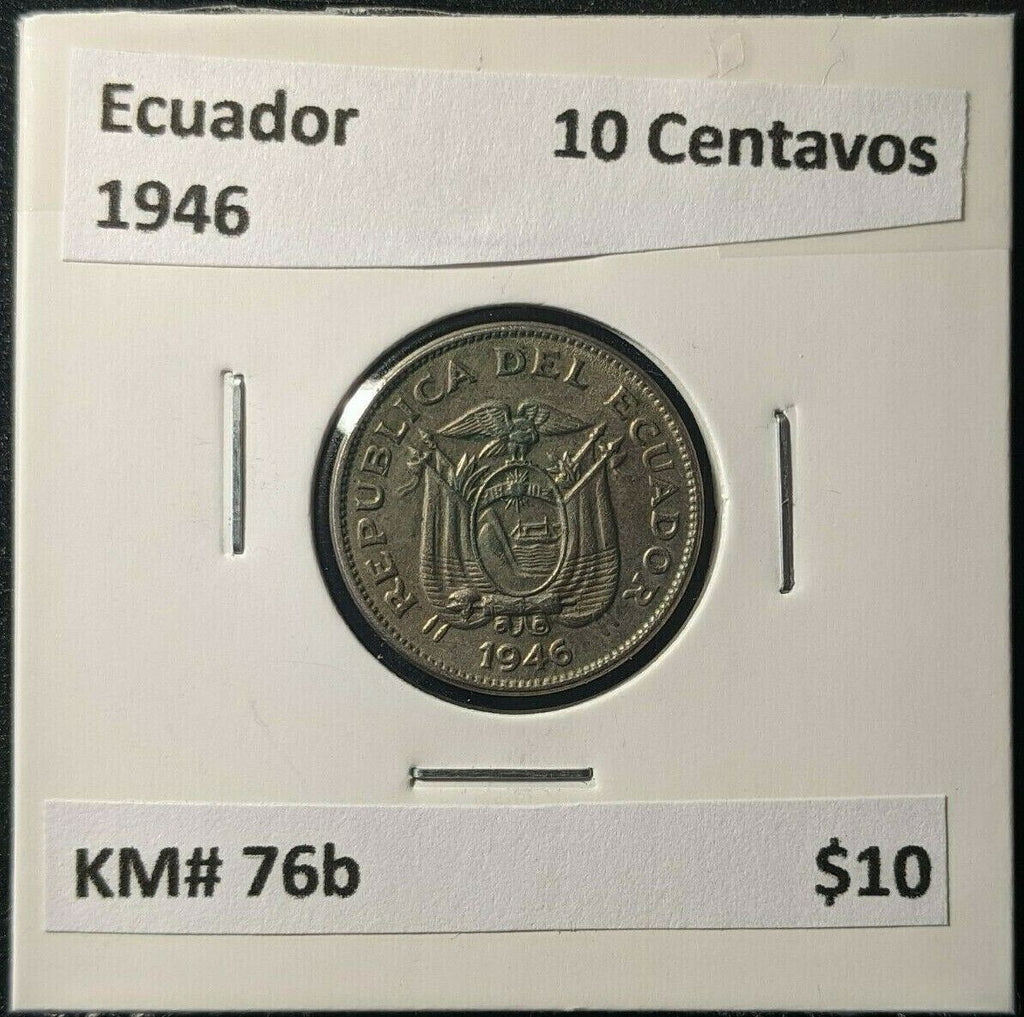 Ecuador 10 Centavos
1946
REPUBLICA DEL ECUADOR
1946
KM# 76b $10